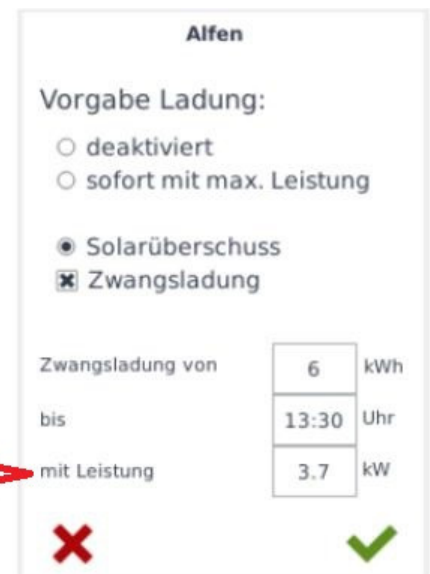 Alfen
Vorgabe Ladung:
deaktiviert
sofort mit max. Leistung
Solarüberschuss
Zwangsladung
Zwangsladung von 6 kWh
bis 13:30 Uhr
mit Leistung 3.7 kW